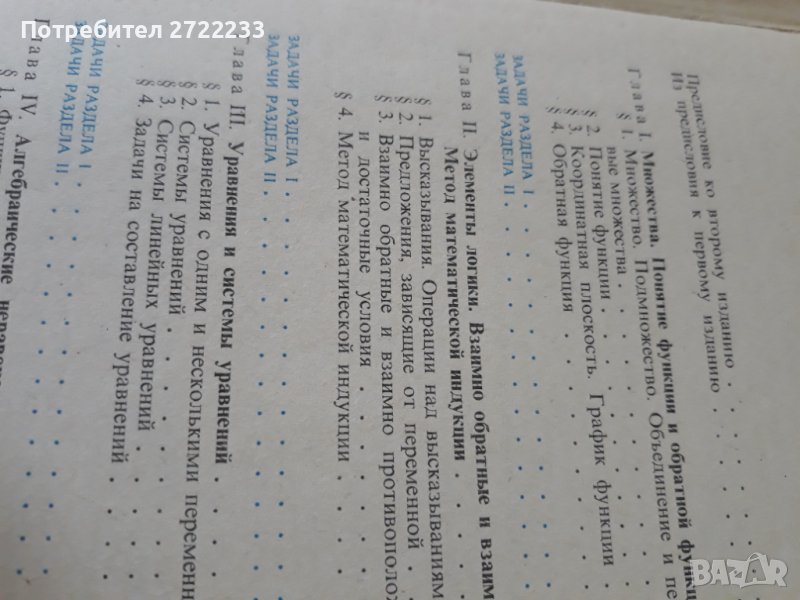 Потребител 2722233
Предисловие ко второму изданию . . . . . . .
Из предисловия к первому изданию . . . . . .
Глава I. Множества. Понятие функции и обратной функц
§ 1. Множество. Подмножество. Объединение и пе
вые множества . . . . . . . . .
§ 2. Понятие функции . . . . . . . .
§ 3. Координатная плоскость. График функции . .
§ 4. Обратная функция . . . . . . . .
ЗАДАЧИ РАЗДЕЛА I . . . . . . . . .
ЗАДАЧИ РАЗДЕЛА II . . . . . . . . .
Глава II. Элементы логики. Взаимно обратные и взаим
Метод математической индукции . . . . .
§ 1. Высказывания. Операции над высказываниям
§ 2. Предложения, зависящие от переменной . .
§ 3. Взаимно обратные и взаимно противополож
и достаточные условия . . . . . . .
§ 4. Метод математической индукции . . . . .
ЗАДАЧИ РАЗДЕЛА I . . . . . . . . .
ЗАДАЧИ РАЗДЕЛА II . . . . . . . . .
Глава III. Уравнения и системы уравнений . . . . .
§ 1. Уравнения с одним и несколькими переменн
§ 2. Системы уравнений . . . . . . . .
§ 3. Системы линейных уравнений . . . . . .
§ 4. Задачи на составление уравнений . . . . .
ЗАДАЧИ РАЗДЕЛА I . . . . . . . . .
ЗАДАЧИ РАЗДЕЛА II . . . . . . . . .
Глава IV. Алгебраические неравен
§ 1.
bazar